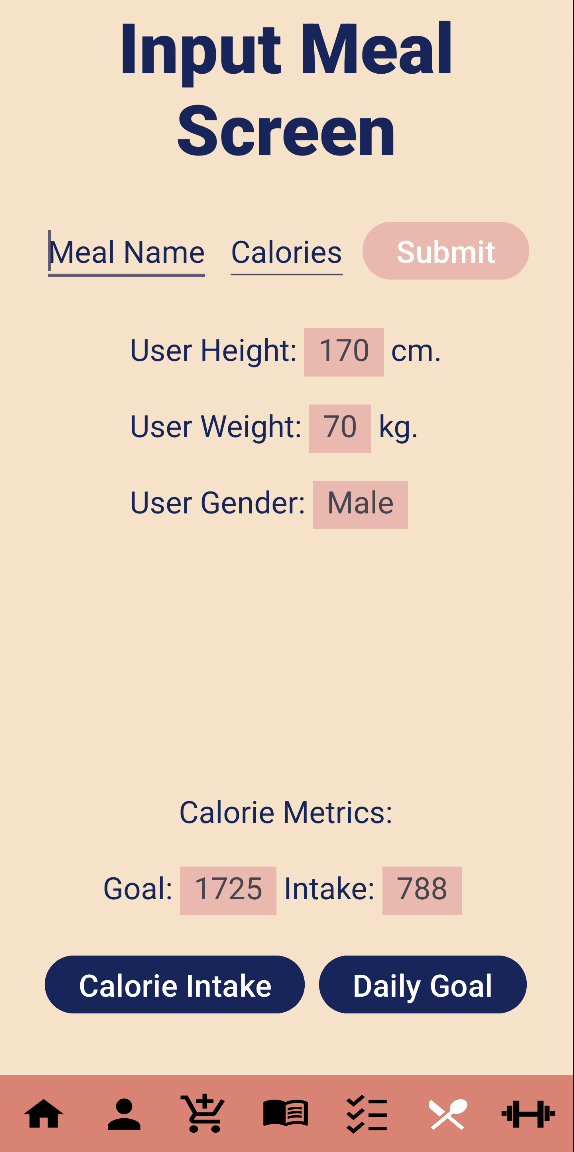 Input Meal
Screen
Meal Name Calories Submit
User Height: 170 cm.
User Weight: 70 kg.
User Gender: Male
Calorie Metrics:
Goal: 1725 Intake: 788
Calorie Intake Daily Goal